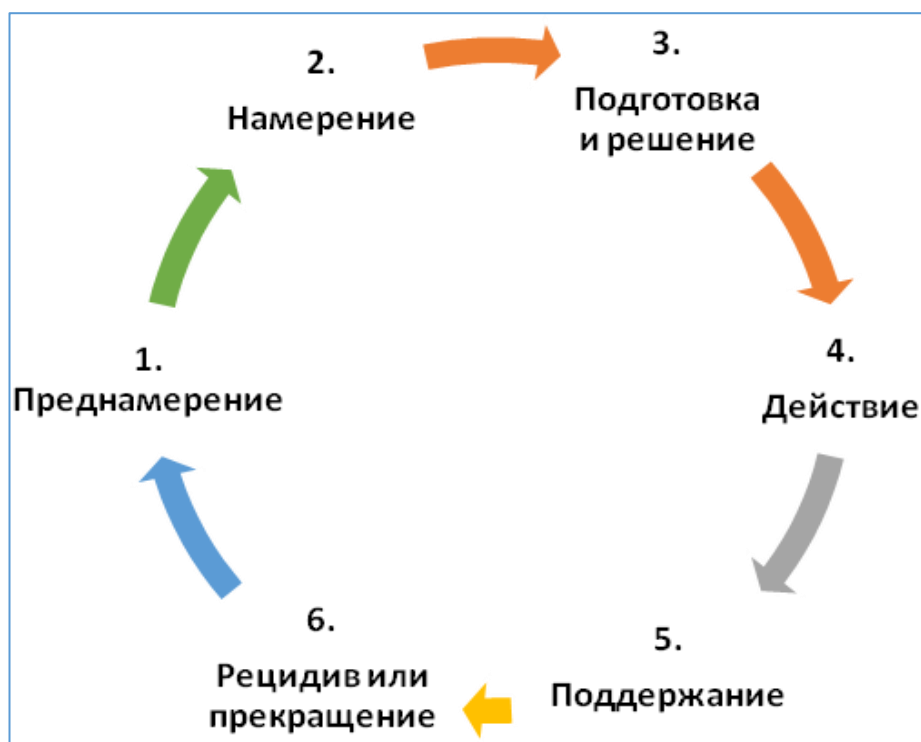 1.
Преднамерение
2.
Намерение
3.
Подготовка
и решение
4.
Действие
5.
Поддержание
6.
Рецидив или
прекращение